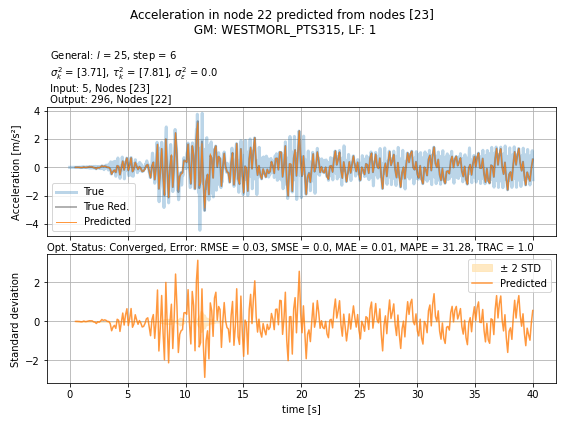 Acceleration in node 22 predicted from nodes [23]
GM: WESTMORL_PTS315, LF: 1
General: l = 25, step = 6
σ²ₖ = [3.71], τ²ₖ = [7.81], σ²ε = 0.0
Input: 5, Nodes [23]
Output: 296, Nodes [22]
Acceleration [m/s²]
4
2
0
−2
−4
True
True Red.
Predicted
Opt. Status: Converged, Error: RMSE = 0.03, SMSE = 0.0, MAE = 0.01, MAPE = 31.28, TRAC = 1.0
Standard deviation
2
0
−2
± 2 STD
Predicted
0 5 10 15 20 25 30 35 40
time [s]